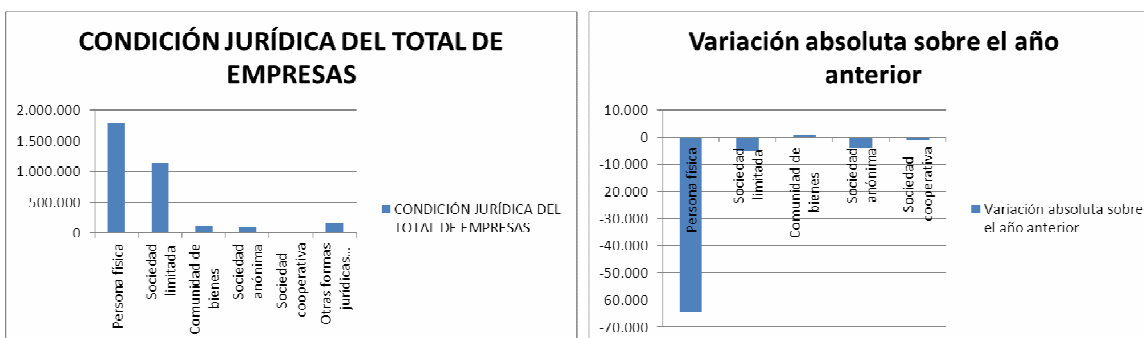 CONDICIÓN JURÍDICA DEL TOTAL DE
EMPRESAS
2.000.000
1.500.000
1.000.000
500.000
0
Persona física
Sociedad
limitada
Comunidad de
bienes
Sociedad
anónima
Sociedad
cooperativa
Otras formas
jurídicas...
CONDICIÓN JURÍDICA DEL
TOTAL DE EMPRESAS
Variación absoluta sobre el año
anterior
10.000
0
-10.000
-20.000
-30.000
-40.000
-50.000
-60.000
-70.000
Persona física
Sociedad
limitada
Comunidad de
bienes
Sociedad
anónima
Sociedad
cooperativa
Variación absoluta sobre
el año anterior